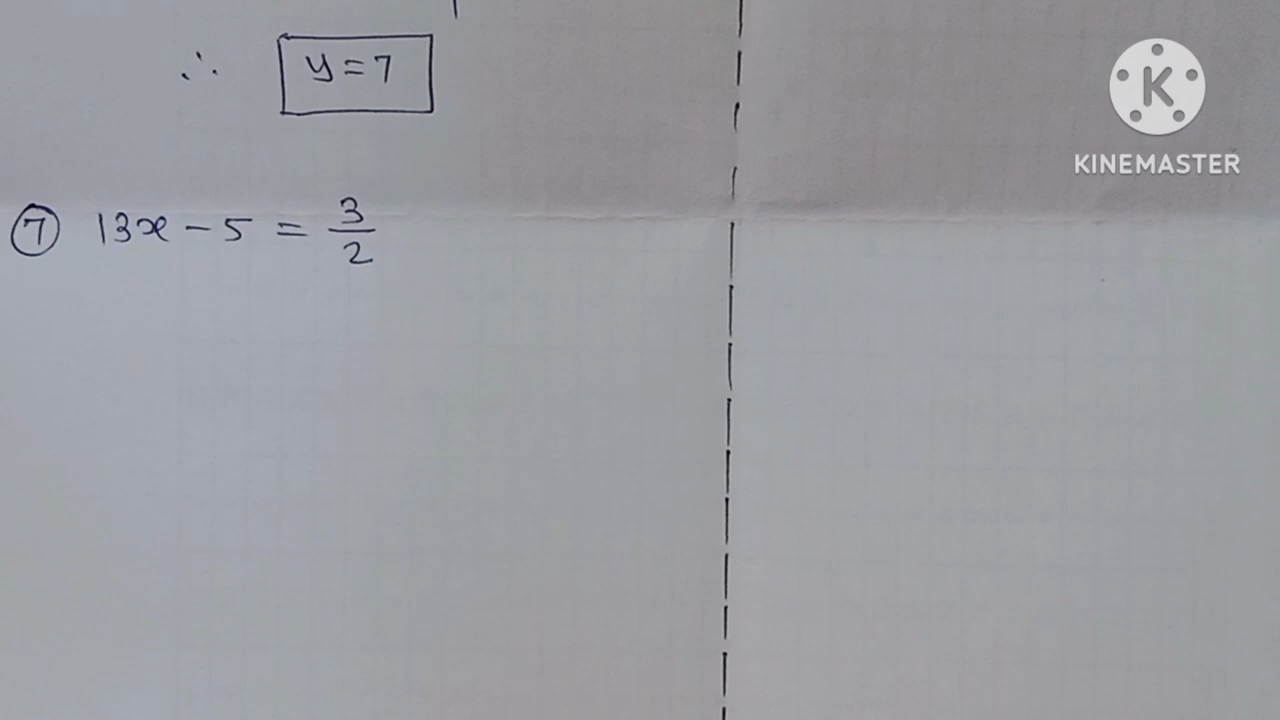 ∴ y = 7
K
KINEMASTER
⑦ 13x - 5 = 3/2